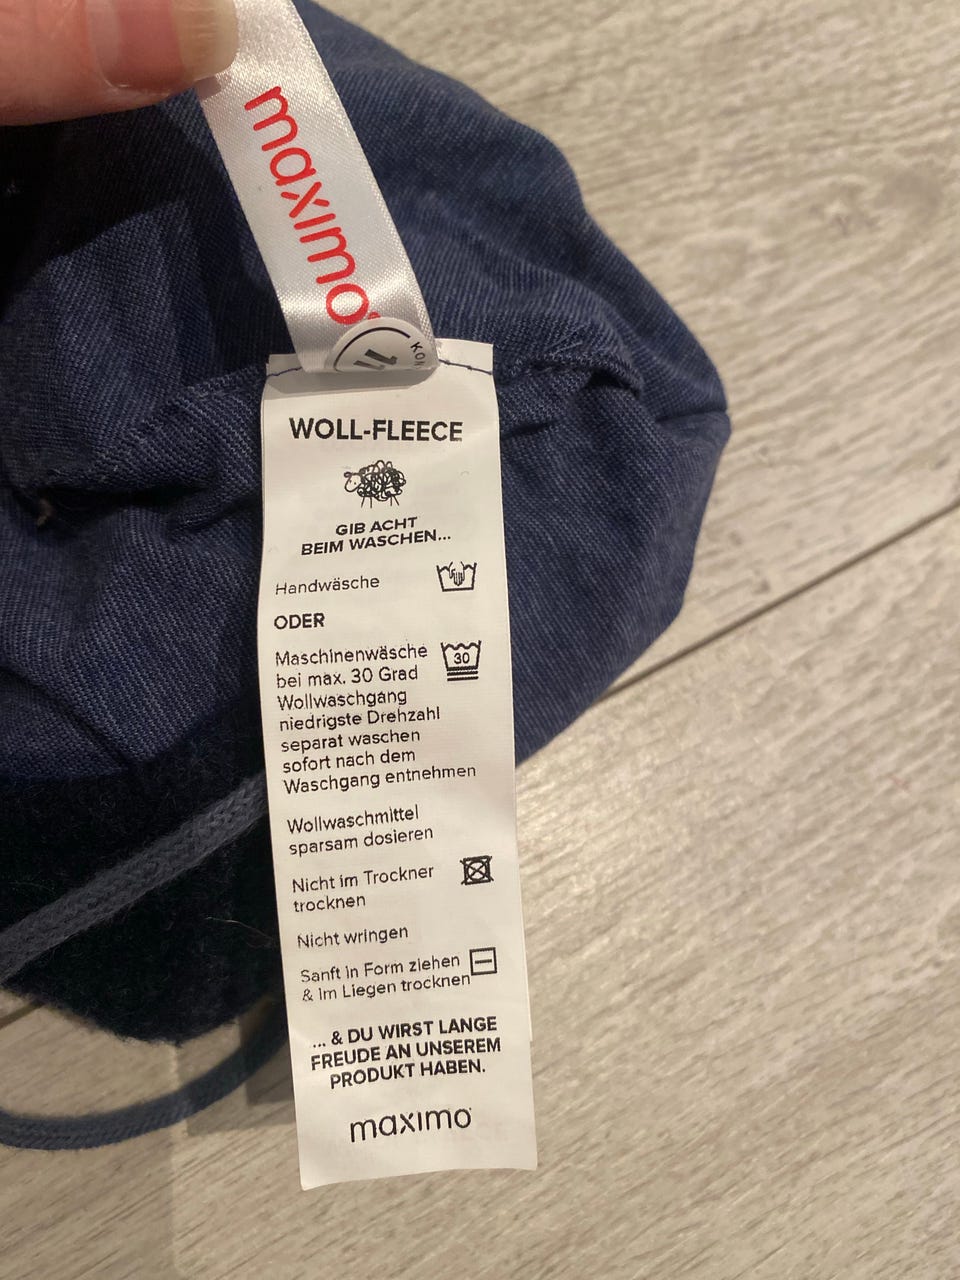 maximo
WOLL-FLEECE
GIB ACHT
BEIM WASCHEN...
Handwäsche
ODER
Maschinenwäsche
bei max. 30 Grad
30
Wollwaschgang
niedrigste Drehzahl
separat waschen
sofort nach dem
Waschgang entnehmen
Wollwaschmittel
sparsam dosieren
Nicht im Trockner
trocknen
Nicht wringen
Sanft in Form ziehen
& im Liegen trocknen
... & DU WIRST LANGE
FREUDE AN UNSEREM
PRODUKT HABEN.
maximo